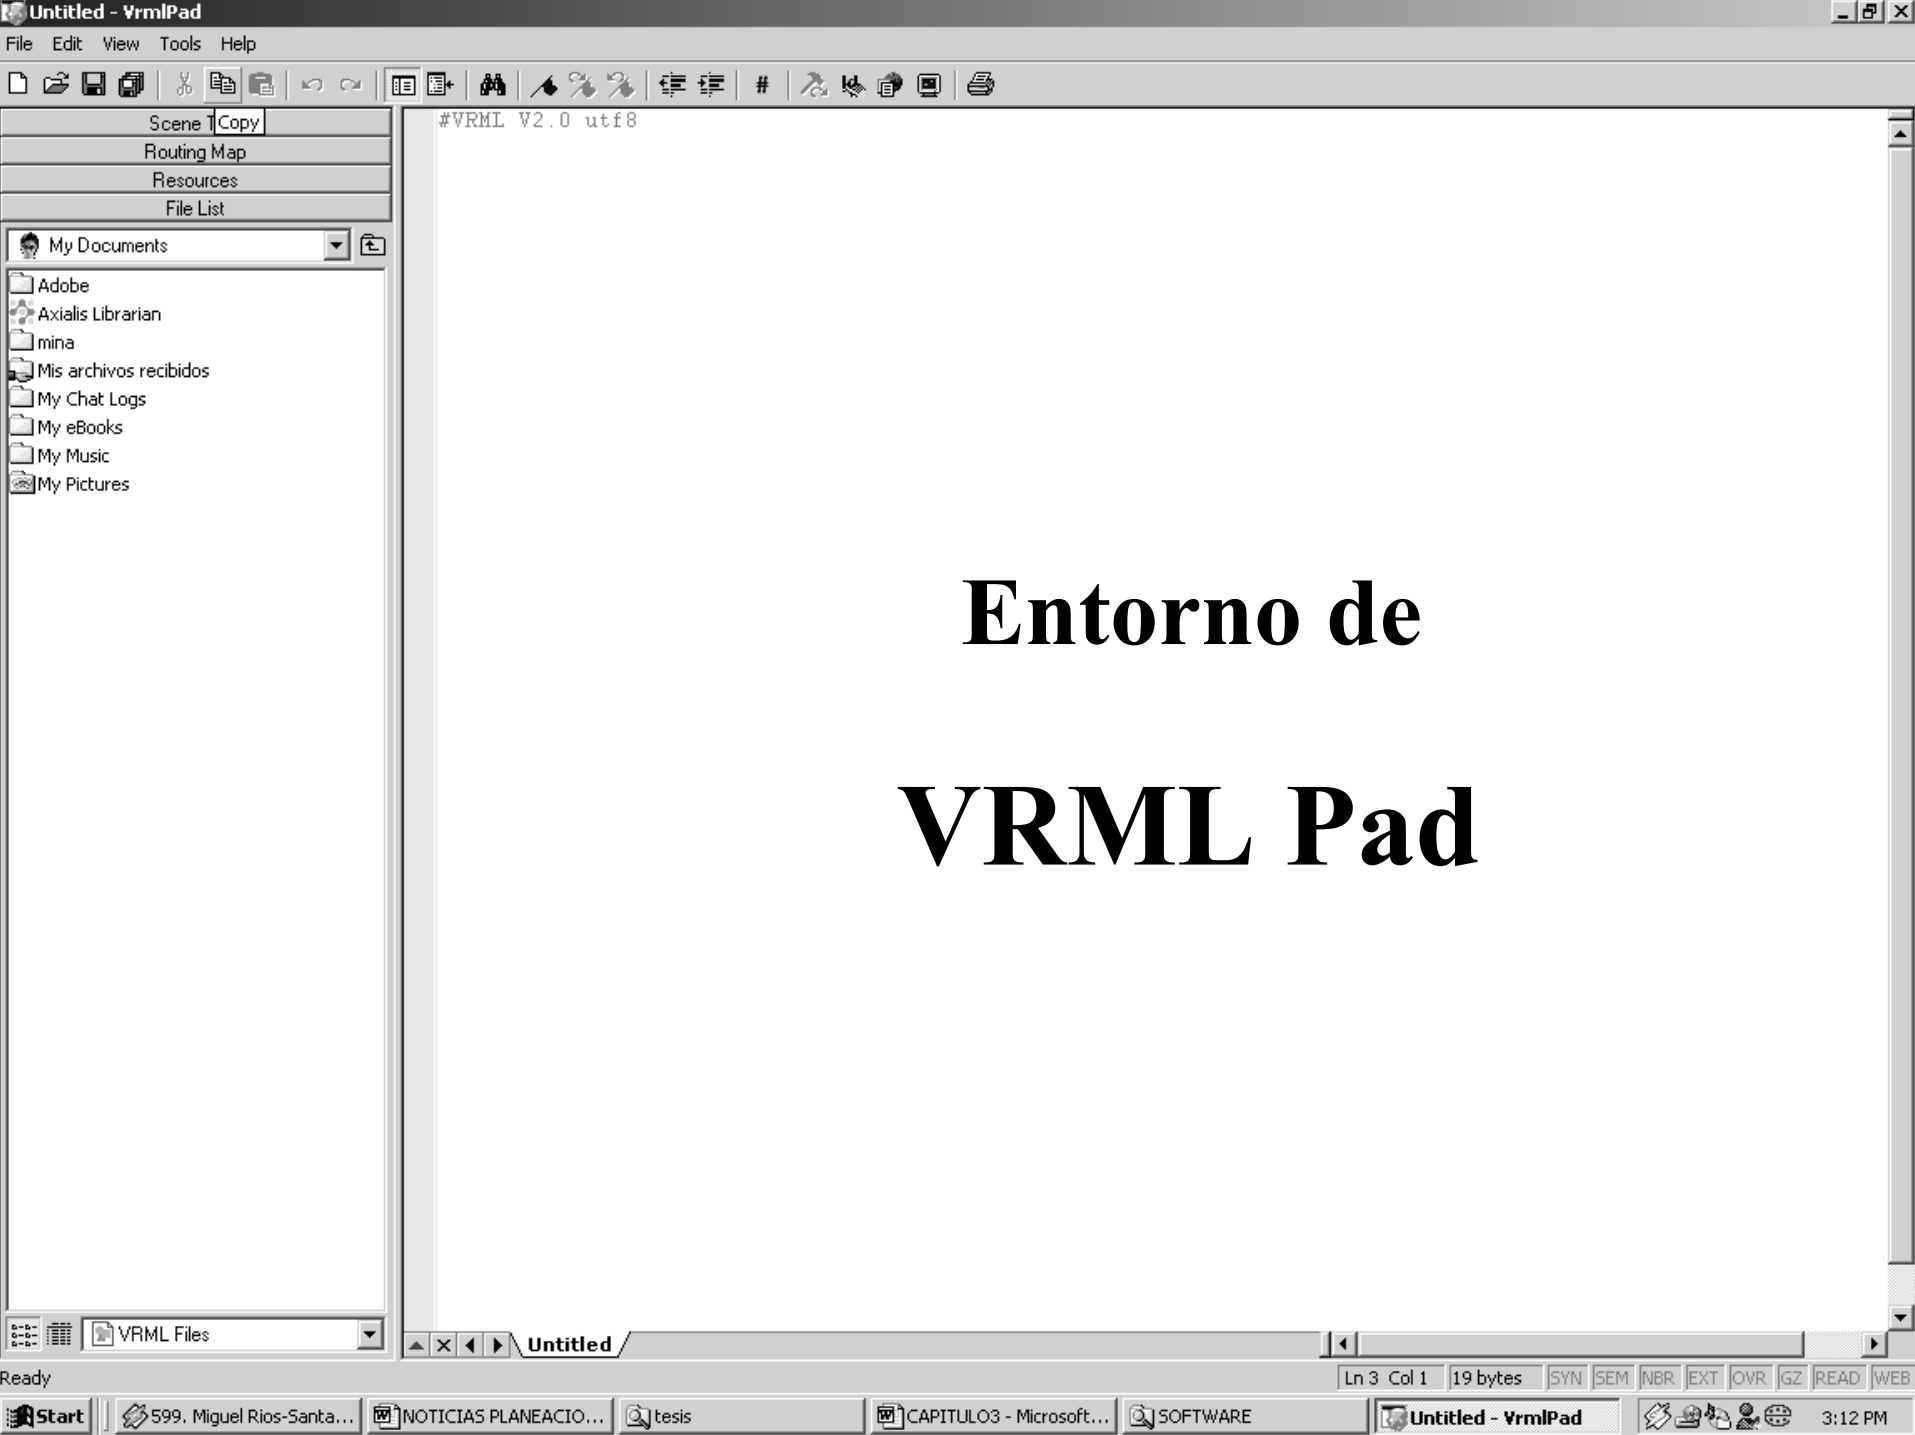 Untitled - VrmlPad
File Edit View Tools Help
#
Scene T
Copy
#VRML V2.0 utf8
Routing Map
Resources
File List
My Documents
Adobe
Axialis Librarian
mina
Mis archivos recibidos
My Chat Logs
My eBooks
My Music
My Pictures
Entorno de
VRML Pad
VRML Files
Untitled
Ready
Ln 3 Col 1 19 bytes SYN SEM NBR EXT OVR GZ READ WEB
Start 599. Miguel Rios-Santa... NOTICIAS PLANEACIO... tesis CAPITULO3 - Microsoft... SOFTWARE Untitled - VrmlPad 3:12 PM